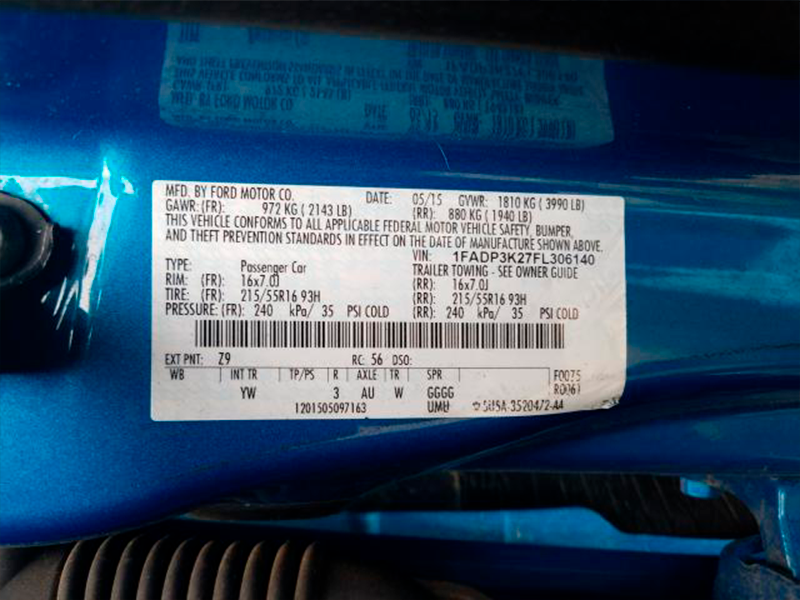 MFD. BY FORD MOTOR CO. DATE: 05/15 GVWR: 1810 KG ( 3990 LB)
GAWR: (FR): 972 KG ( 2143 LB) (RR): 880 KG ( 1940 LB)
THIS VEHICLE CONFORMS TO ALL APPLICABLE FEDERAL MOTOR VEHICLE SAFETY, BUMPER,
AND THEFT PREVENTION STANDARDS IN EFFECT ON THE DATE OF MANUFACTURE SHOWN ABOVE.
VIN: 1FADP3K27FL306140
TYPE: Passenger Car TRAILER TOWING - SEE OWNER GUIDE
RIM: (FR): 16x7.0J (RR): 16x7.0J
TIRE: (FR): 215/55R16 93H (RR): 215/55R16 93H
PRESSURE: (FR): 240 kPa/ 35 PSI COLD (RR): 240 kPa/ 35 PSI COLD
EXT PNT: Z9 RC: 56 DSO:
WB INT TR TP/PS R AXLE TR SPR F0075
YW 3 AU W GGGG R0061
1201505097163 UMU 5U5A-3520472-AA